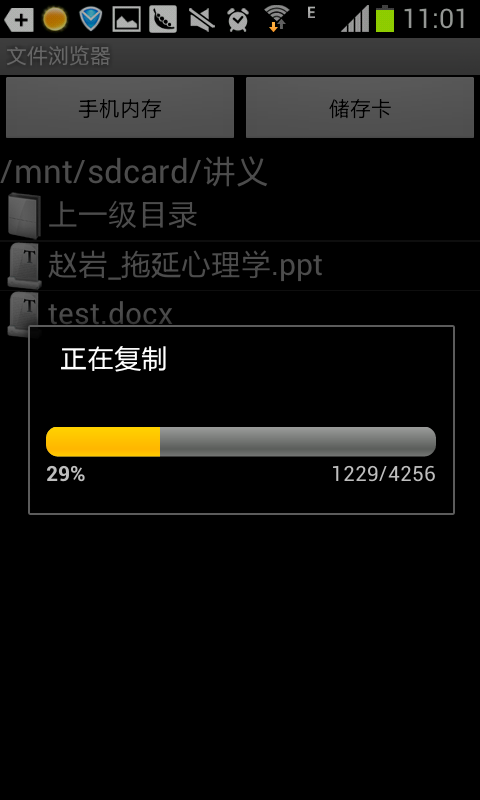 E 11:01
文件浏览器
手机内存 储存卡
/mnt/sdcard/讲义
上一级目录
T 赵岩_拖延心理学.ppt
T test.docx
正在复制
29% 1229/4256